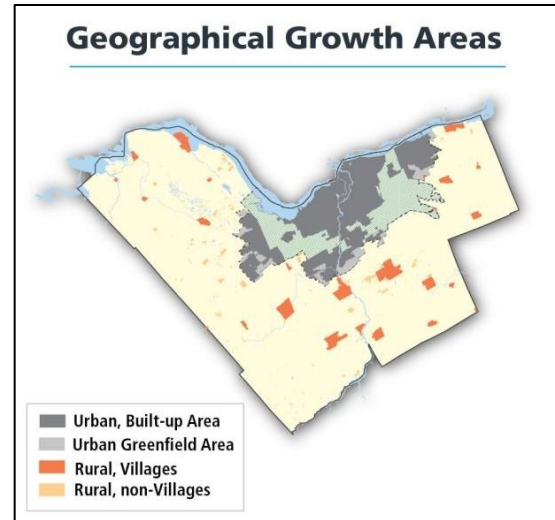 Geographical Growth Areas
Urban, Built-up Area
Urban Greenfield Area
Rural, Villages
Rural, non-Villages